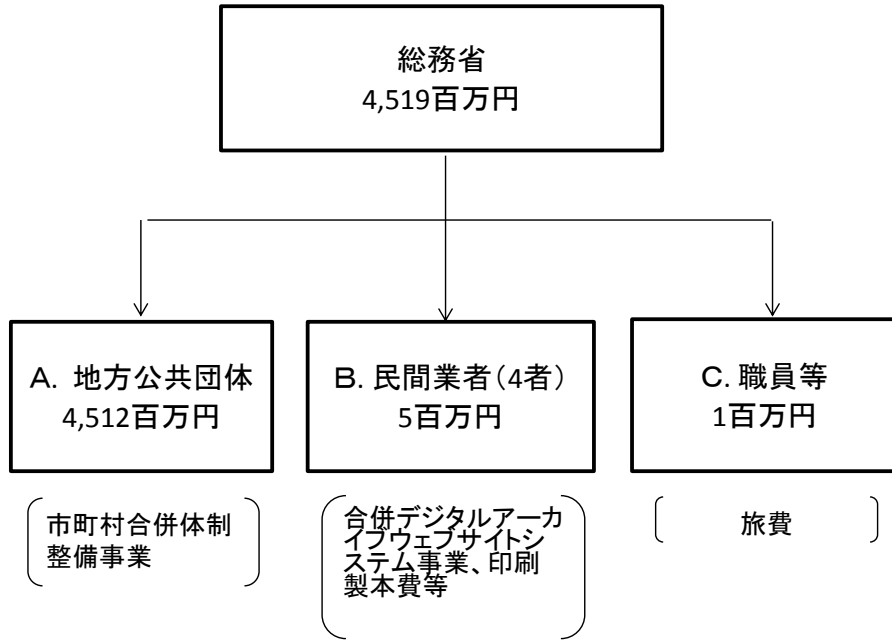 総務省
4,519百万円
A. 地方公共団体
4,512百万円
B. 民間業者(4者)
5百万円
C. 職員等
1百万円
市町村合併体制
整備事業
合併デジタルアーカ
イブウェブサイトシ
ステム事業、印刷
製本費等
旅費